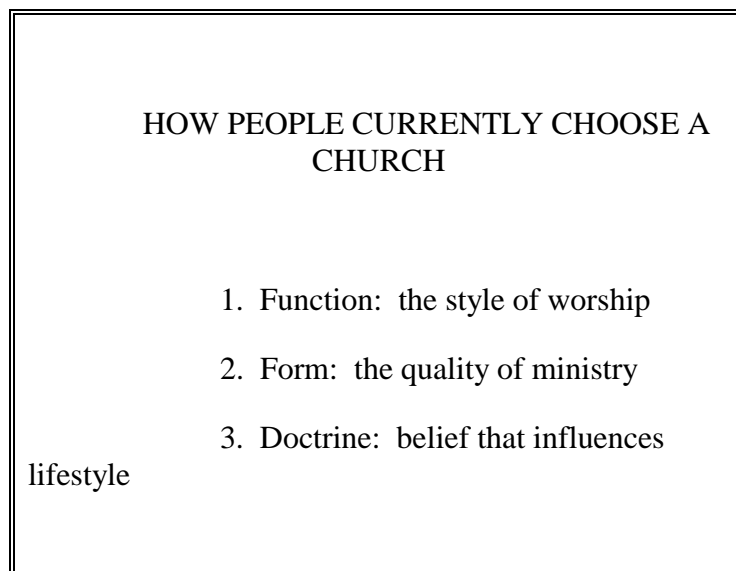 HOW PEOPLE CURRENTLY CHOOSE A
CHURCH
1. Function: the style of worship
2. Form: the quality of ministry
3. Doctrine: belief that influences
lifestyle